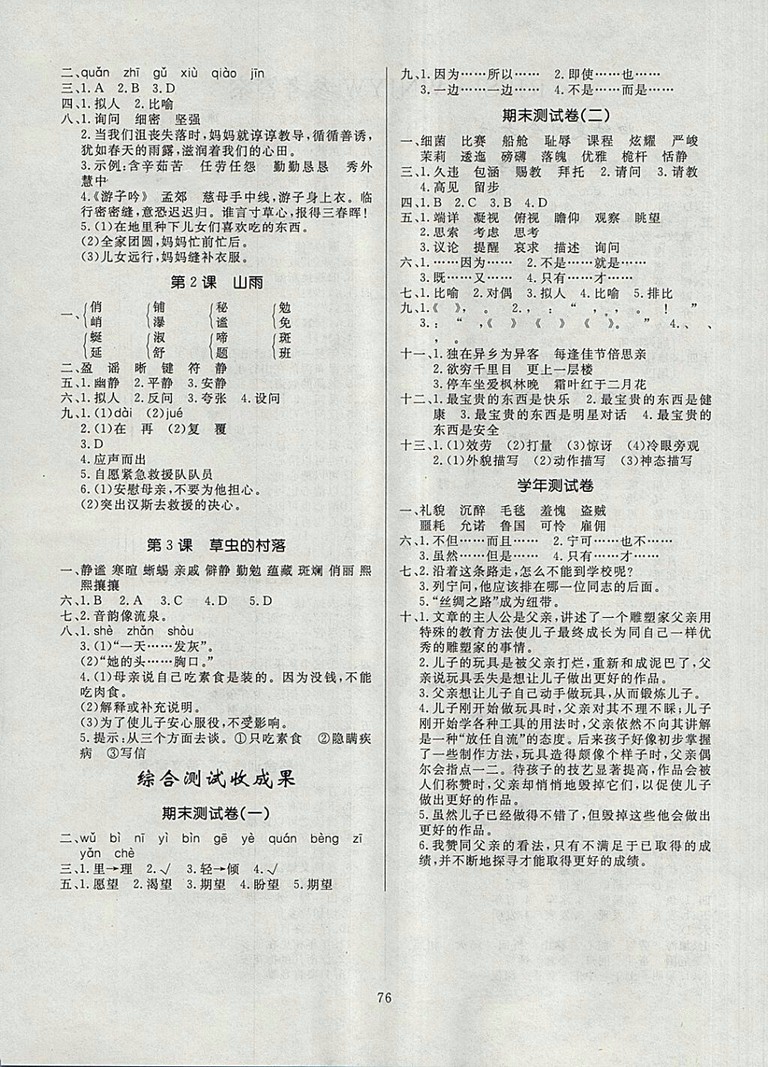 二、quǎn zhī gǔ xiù qiào jīn
三、1.A 2.B 3.D
四、1.拟人 2.比喻
八、1.询问 细密 坚强
2.当我们沮丧失落时,妈妈就谆谆教导,循循善诱,
犹如春天的雨露,滋润着我们的心田。
3.示例:含辛茹苦 任劳任怨 勤勤恳恳 秀外
慧中
4.《游子吟》 孟郊 慈母手中线,游子身上衣。临
行密密缝,意恐迟迟归。谁言寸草心,报得三春晖!
5.(1)在地里种下儿女们喜欢吃的东西。
(2)全家团圆,妈妈忙前忙后。
(3)儿女远行,妈妈缝补衣服。
第2课 山雨
一、 俏 铺 秘 勉
峭 瀑 谧 免
蜒 淑 啼 斑
延 舒 题 班
二、盈 谣 晰 键 符 静
五、1.幽静 2.平静 3.安静
六、1.拟人 2.反问 3.夸张 4.设问
九、1.(1)dài (2)jué
2.(1)在 再 (2)复 覆
3.D
4.应声而出
5.自愿紧急救援队队员
6.(1)安慰母亲,不要为他担心。
(2)突出汉斯去救援的决心。
第3课 草虫的村落
一、静谧 寒暄 蜥蜴 亲戚 僻静 勤勉 蕴藏 斑斓 俏丽 熙
熙攘攘
六、1.B 2.A 3.C 4.D 5.D
七、2.音韵像流泉。
八、1.shè zhǎn shòu
3.(1)“一天……发灰”。
(2)“她的头……胸口。”
4.(1)母亲说自己吃素食是装的。因为没钱,不能
吃肉食。
(2)解释或补充说明。
(3)为了使儿子安心服役,不受影响。
5.提示:从三个方面去谈。①只吃素食 ②隐瞒疾
病 ③写信
综合测试收成果
期末测试卷(一)
二、wǔ bì nī yì bìn gē yè quán bèng zī
yǎn chè
三、1.里→理 2.√ 3.轻→倾 4.√
五、1.愿望 2.渴望 3.期望 4.盼望 5.期望
九、1.因为……所以…… 2.即使……也……
3.一边……一边…… 4.不是……而是……
期末测试卷(二)
一、细菌 比赛 船舱 耻辱 课程 炫耀 严峻
茉莉 逶迤 磅礴 落魄 优雅 桅杆 恬静
三、1.久违 包涵 赐教 拜托 2.请问 3.请教
4.高见 留步
四、1.B 2.C 3.B 4.D
五、1.端详 凝视 俯视 瞻仰 观察 眺望
2.思索 考虑 思考
3.议论 提醒 哀求 描述 询问
六、1.……因为…… 2.不是……就是……
3.既……又…… 4.只有……才……
七、1.比喻 2.对偶 3.拟人 4.比喻 5.排比
九、1.《 》, 。 2.,:“ ,,。!”
3.:“,《 》《 》《 》《 》。” 4.、、
,。
十一、1.独在异乡为异客 每逢佳节倍思亲
2.欲穷千里目 更上一层楼
3.停车坐爱枫林晚 霜叶红于二月花
十二、1.最宝贵的东西是快乐 2.最宝贵的东西是健
康 3.最宝贵的东西是明星对话 4.最宝贵的
东西是安全
十三、1.(1)效劳 (2)打量 (3)惊讶 (4)冷眼旁观
2.(1)外貌描写 (2)动作描写 (3)神态描写
学年测试卷
一、礼貌 沉醉 毛毯 羞愧 盗贼
噩耗 允诺 鲁国 可怜 雇佣
六、1.不但……而且…… 2.宁可……也……
3.虽然……但是…… 4.只有……才……
七、2.沿着这条路走,怎么不能到学校呢?
3.列宁问,他应该排在哪一位同志的后面。
5.“丝绸之路”成为纽带。
十、1.文章的主人公是父亲,讲述了一个雕塑家父亲用
特殊的教育方法使儿子最终成长为同自己一样优
秀的雕塑家的事情。
2.儿子的玩具是被父亲打烂,重新和成泥巴了,父
亲说玩具丢失是想让儿子做出更好的玩具。
3.父亲想让儿子自己动手做玩具,从而锻炼儿子。
4.儿子刚开始做玩具时,父亲对其不理不睬;儿子
刚开始学各种工具的用法时,父亲依然不向其讲解
是一种“放任自流”的态度。后来孩子好像初步掌握
了一些制作方法,玩具造得颇颇成功时,父亲偶
尔会指点一二。待孩子的技艺显著提高,作品被人
们称赞时,父亲却悄悄地毁掉它们,以促使儿子做
出更好的作品。
5.虽然儿子已经做得不错了,但毁掉这些他会做出
更好的作品。
6.我赞同父亲的看法,只有不满足于已取得的成
绩,并不断地探寻才能取得更好的成绩。
76